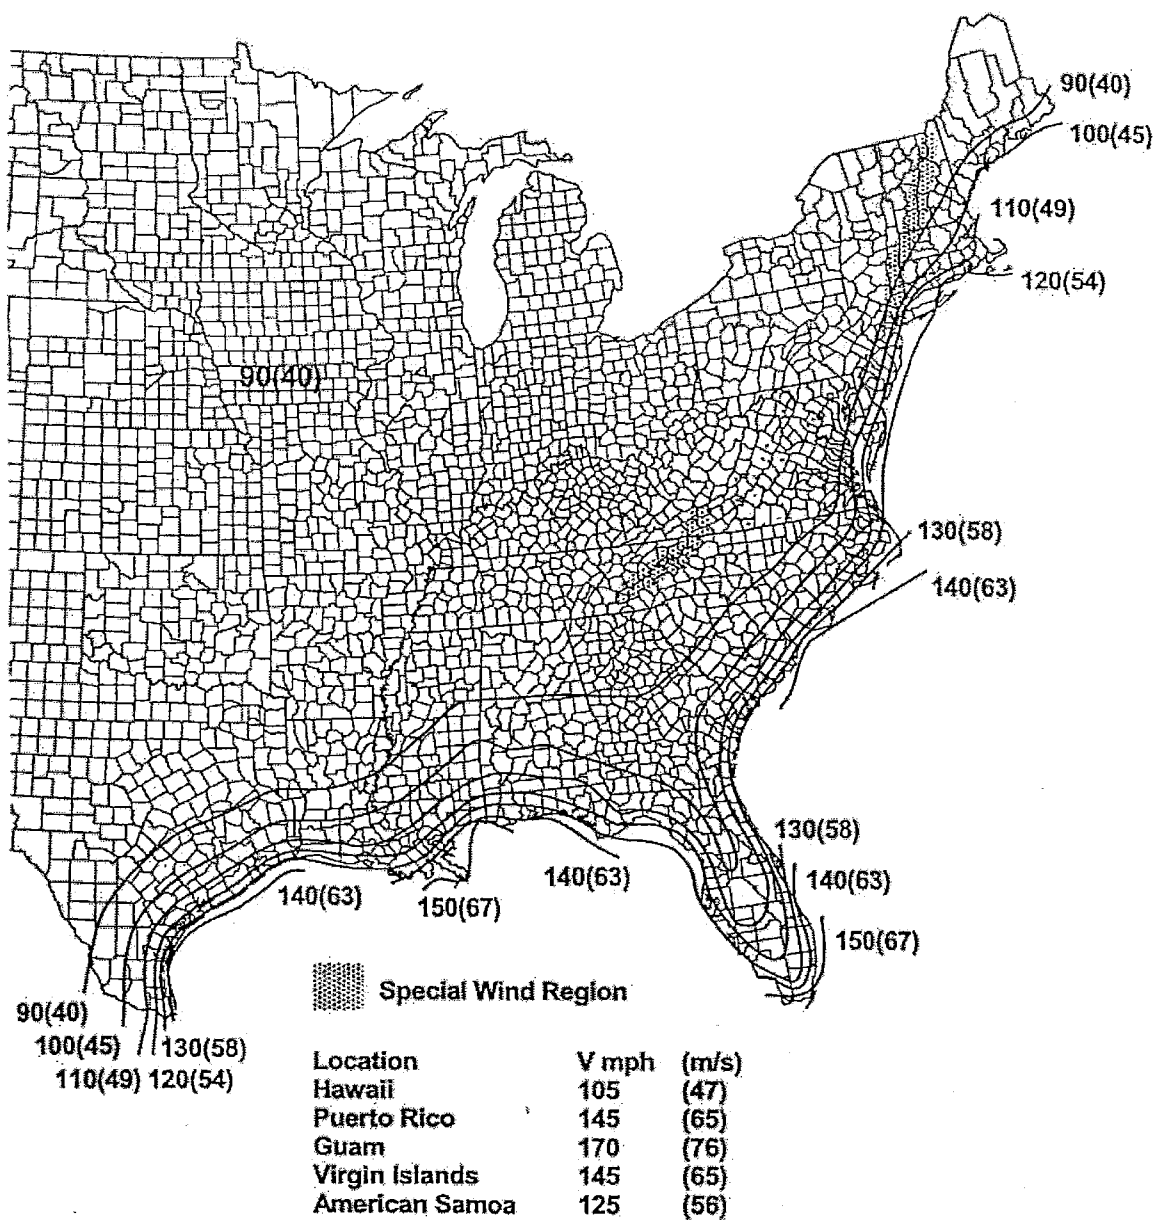 90(40)
100(45)
110(49)
120(54)
90(40)
130(58)
140(63)
130(58)
140(63)
140(63)
140(63)
150(67)
150(67)
Special Wind Region
90(40)
100(45)
130(58)
110(49)
120(54)
Location V mph (m/s)
Hawaii 105 (47)
Puerto Rico 145 (65)
Guam 170 (76)
Virgin Islands 145 (65)
American Samoa 125 (56)